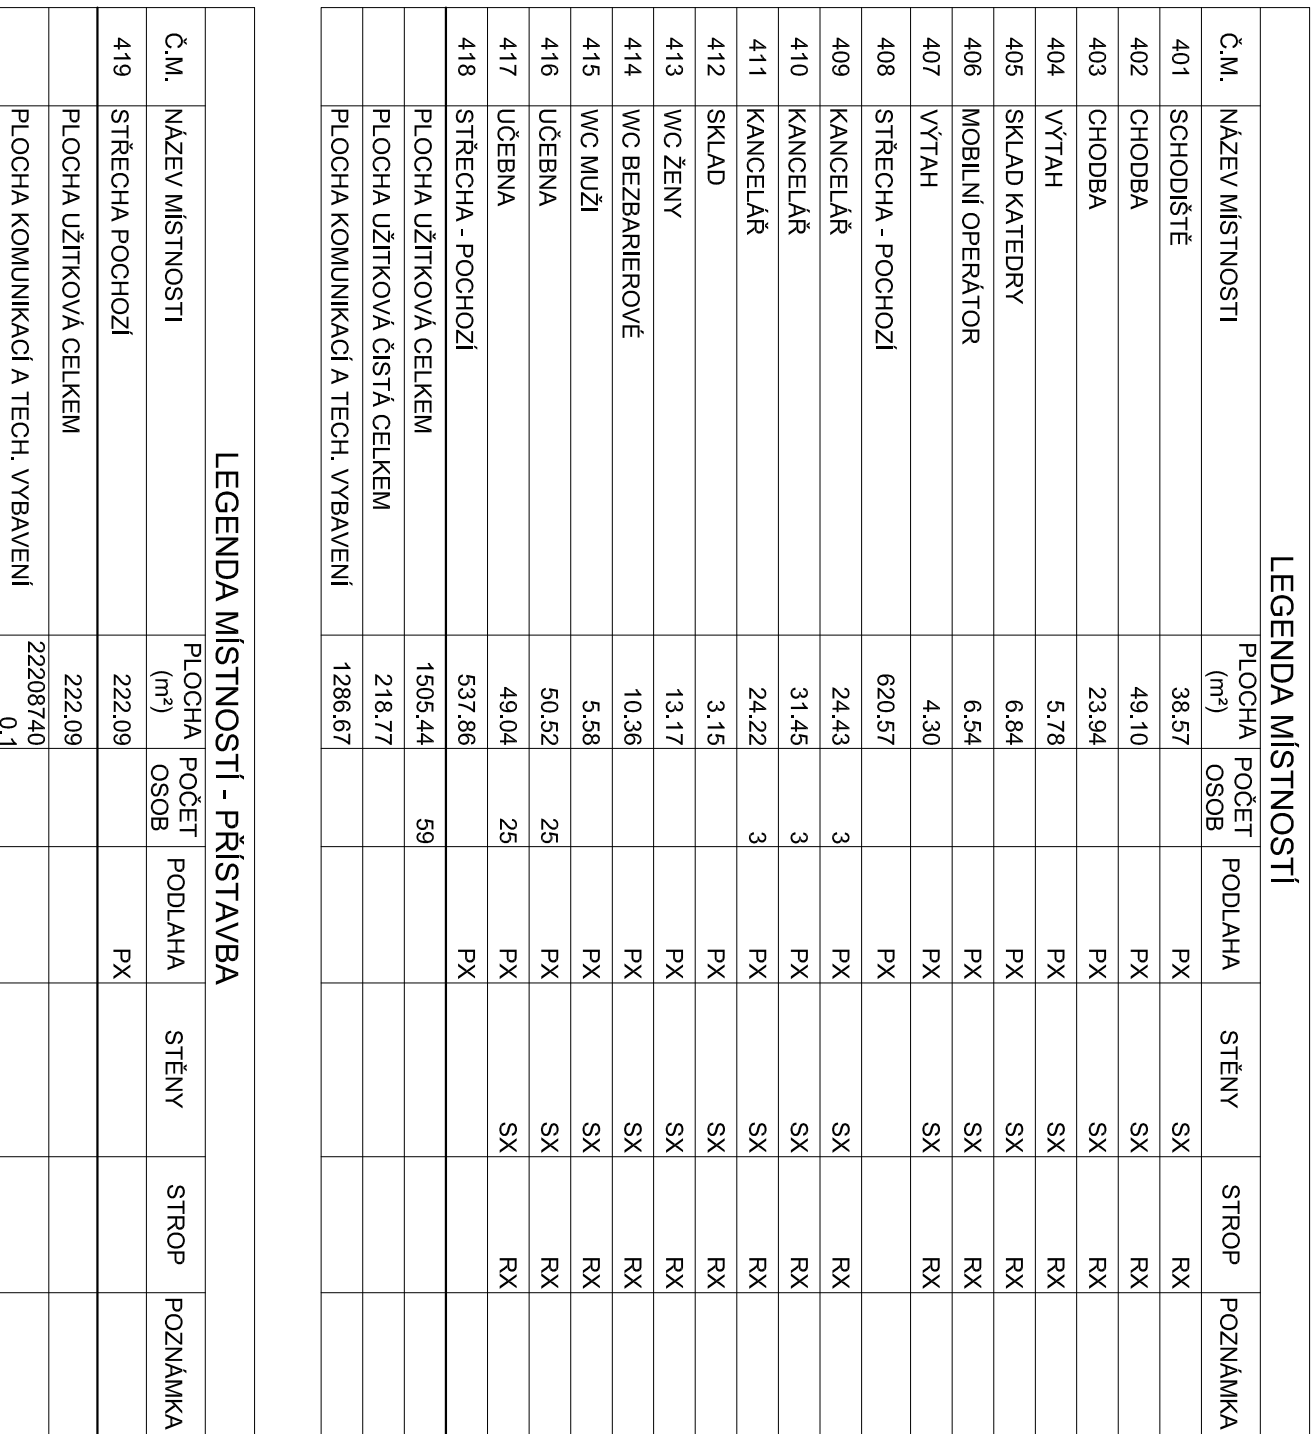 LEGENDA MÍSTNOSTÍ
Č.M. NÁZEV MÍSTNOSTI PLOCHA (m²) POČET OSOB PODLAHA STĚNY STROP POZNÁMKA
401 SCHODIŠTĚ 38.57 PX SX RX
402 CHODBA 49.10 PX SX RX
403 CHODBA 23.94 PX SX RX
404 VÝTAH 5.78 PX SX RX
405 SKLAD KATEDRY 6.84 PX SX RX
406 MOBILNÍ OPERÁTOR 6.54 PX SX RX
407 VÝTAH 4.30 PX SX RX
408 STŘECHA - POCHOZÍ 620.57 PX
409 KANCELÁŘ 24.43 3 PX SX RX
410 KANCELÁŘ 31.45 3 PX SX RX
411 KANCELÁŘ 24.22 3 PX SX RX
412 SKLAD 3.15 PX SX RX
413 WC ŽENY 13.17 PX SX RX
414 WC BEZBARIEROVÉ 10.36 PX SX RX
415 WC MUŽI 5.58 PX SX RX
416 UČEBNA 50.52 25 PX SX RX
417 UČEBNA 49.04 25 PX SX RX
418 STŘECHA - POCHOZÍ 537.86 PX
PLOCHA UŽITKOVÁ CELKEM 1505.44 59
PLOCHA UŽITKOVÁ ČISTÁ CELKEM 218.77
PLOCHA KOMUNIKACÍ A TECH. VYBAVENÍ 1286.67
LEGENDA MÍSTNOSTÍ - PŘÍSTAVBA
Č.M. NÁZEV MÍSTNOSTI PLOCHA (m²) POČET OSOB PODLAHA STĚNY STROP POZNÁMKA
419 STŘECHA POCHOZÍ 222.09 PX
PLOCHA UŽITKOVÁ CELKEM 222.09
PLOCHA KOMUNIKACÍ A TECH. VYBAVENÍ 22208740
0.1